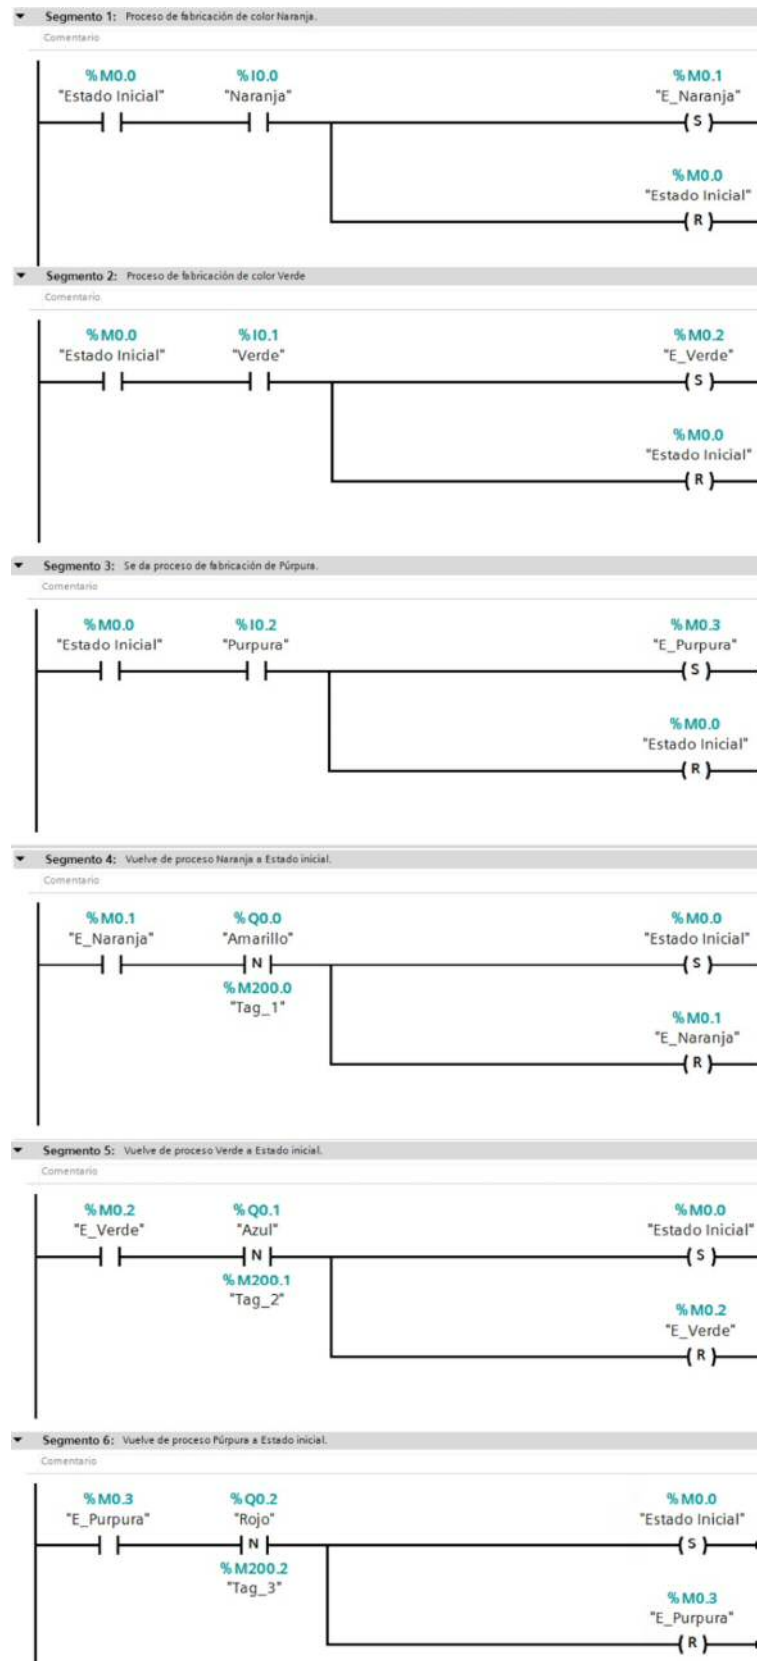 Segmento 1: Proceso de fabricación de color Naranja.
Comentario
%M0.0 %I0.0 %M0.1
"Estado Inicial" "Naranja" "E_Naranja"
S
%M0.0
"Estado Inicial"
R
Segmento 2: Proceso de fabricación de color Verde
Comentario
%M0.0 %I0.1 %M0.2
"Estado Inicial" "Verde" "E_Verde"
S
%M0.0
"Estado Inicial"
R
Segmento 3: Se da proceso de fabricación de Púrpura.
Comentario
%M0.0 %I0.2 %M0.3
"Estado Inicial" "Purpura" "E_Purpura"
S
%M0.0
"Estado Inicial"
R
Segmento 4: Vuelve de proceso Naranja a Estado inicial.
Comentario
%M0.1 %Q0.0 %M0.0
"E_Naranja" "Amarillo" "Estado Inicial"
N S
%M200.0
"Tag_1"
%M0.1
"E_Naranja"
R
Segmento 5: Vuelve de proceso Verde a Estado inicial.
Comentario
%M0.2 %Q0.1 %M0.0
"E_Verde" "Azul" "Estado Inicial"
N S
%M200.1
"Tag_2"
%M0.2
"E_Verde"
R
Segmento 6: Vuelve de proceso Púrpura a Estado inicial.
Comentario
%M0.3 %Q0.2 %M0.0
"E_Purpura" "Rojo" "Estado Inicial"
N S
%M200.2
"Tag_3"
%M0.3
"E_Purpura"
R